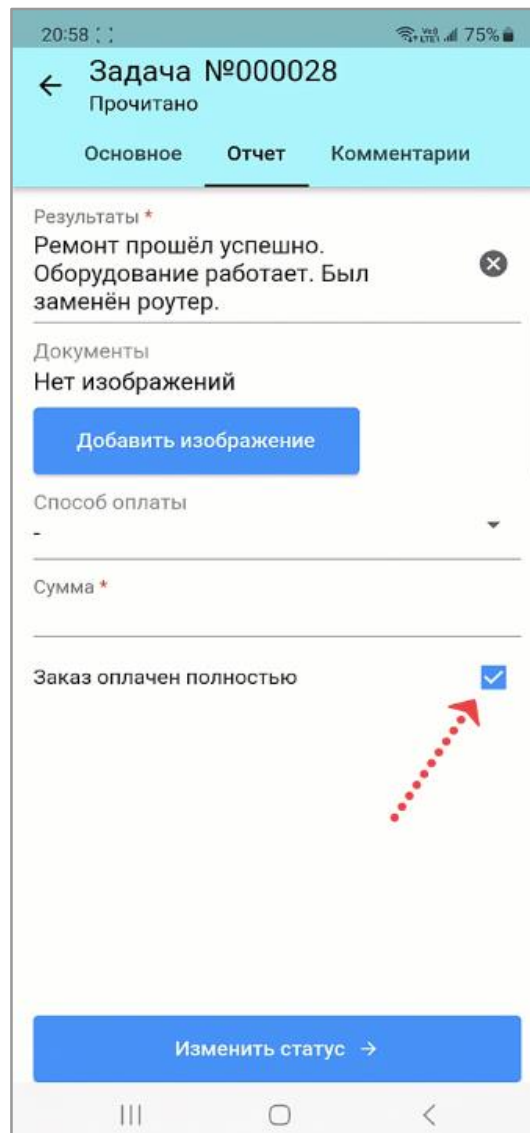 20:58 75%
Задача №000028
Прочитано
Основное Отчет Комментарии
Результаты *
Ремонт прошёл успешно.
Оборудование работает. Был
заменён роутер.
Документы
Нет изображений
Добавить изображение
Способ оплаты
-
Сумма *
Заказ оплачен полностью
Изменить статус →